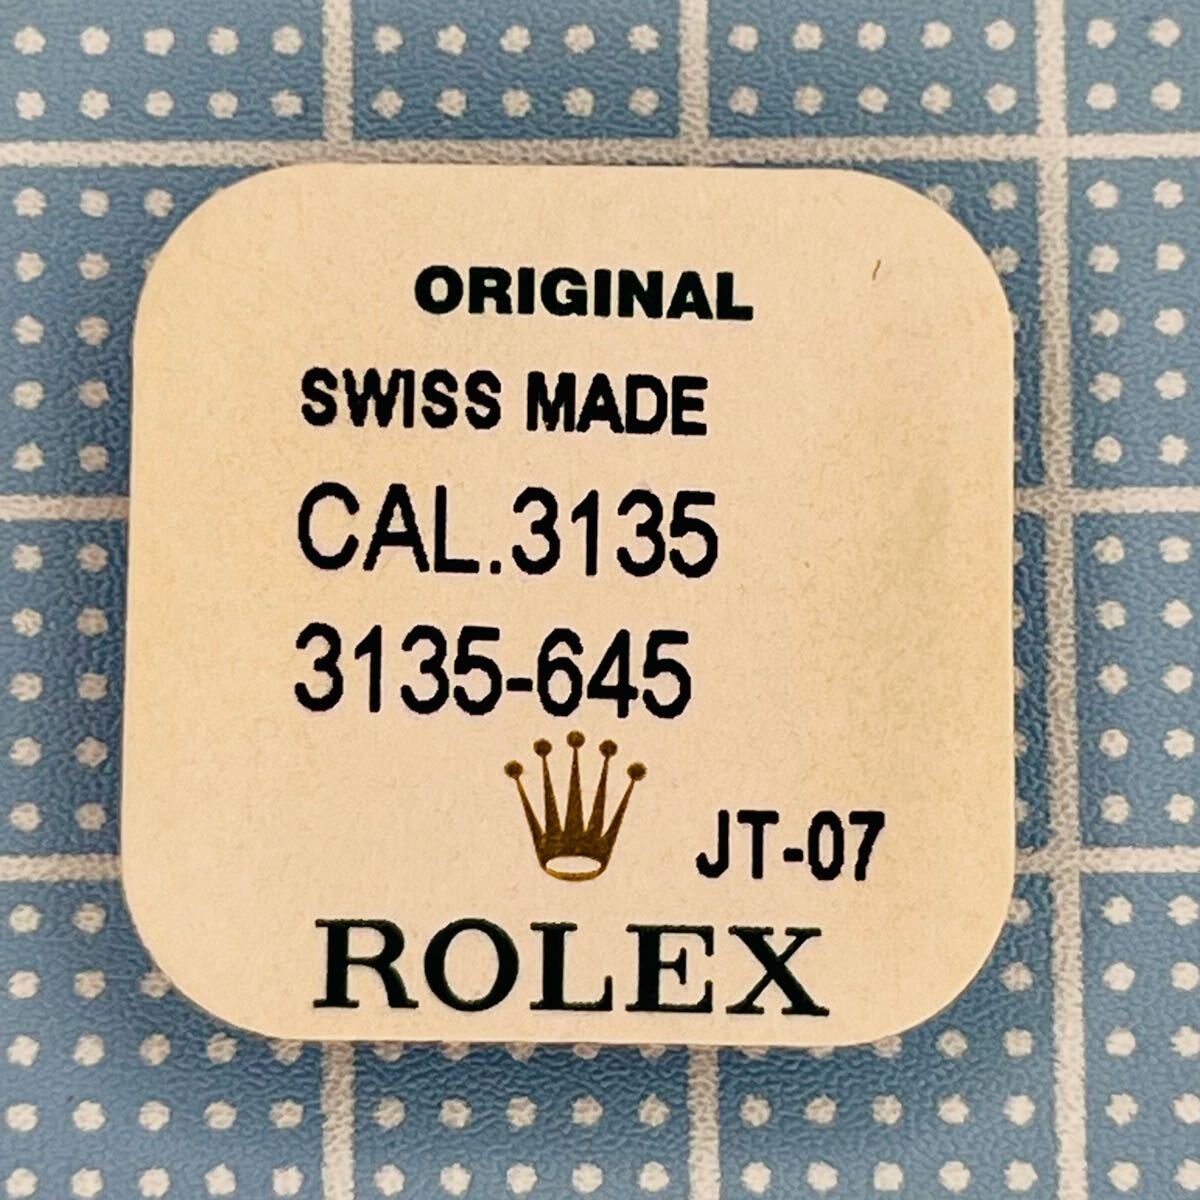 ORIGINAL
SWISS MADE
CAL.3135
3135-645
JT-07
ROLEX